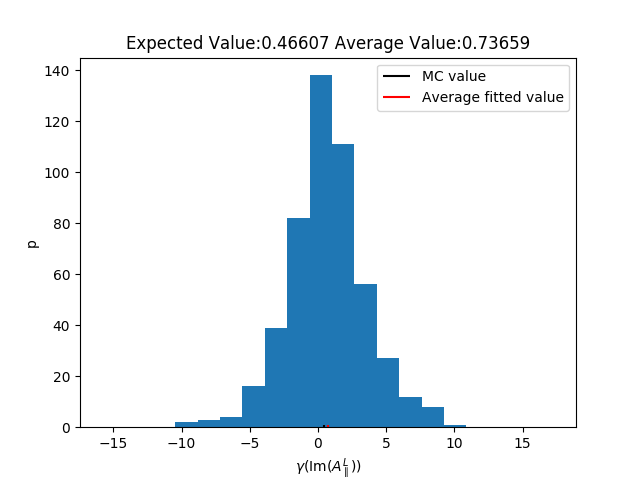 Expected Value:0.46607 Average Value:0.73659
MC value
Average fitted value
140
120
100
80
60
40
20
0
p
−15 −10 −5 0 5 10 15
γ(Im(A^L_∥))